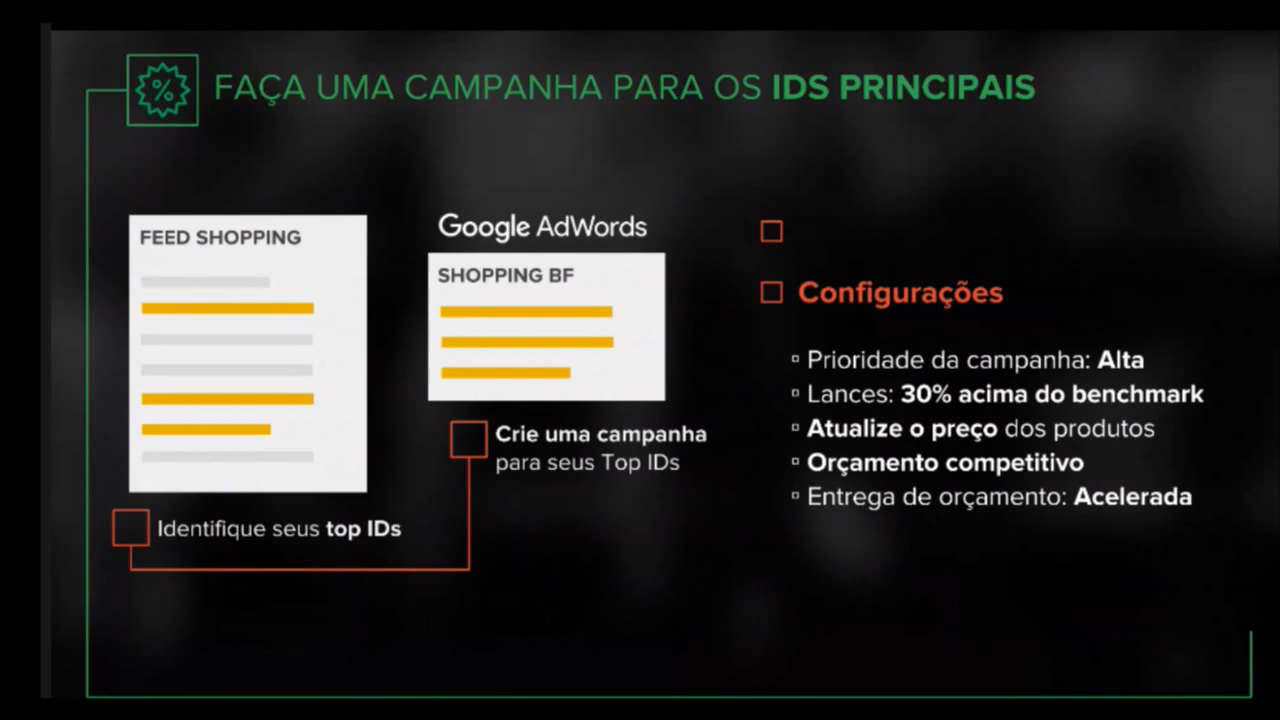 %
FAÇA UMA CAMPANHA PARA OS IDS PRINCIPAIS
FEED SHOPPING
Identifique seus top IDs
Google AdWords
SHOPPING BF
Crie uma campanha
para seus Top IDs
Configurações
Prioridade da campanha: Alta
Lances: 30% acima do benchmark
Atualize o preço dos produtos
Orçamento competitivo
Entrega de orçamento: Acelerada